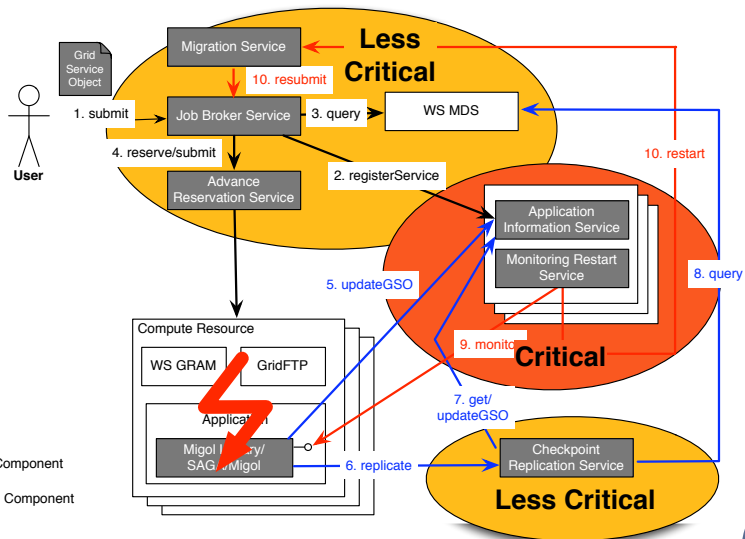 Grid
Service
Object
Migration Service
Less
Critical
10. resubmit
1. submit
Job Broker Service
3. query
WS MDS
User
4. reserve/submit
2. registerService
10. restart
Advance
Reservation Service
Application
Information Service
Monitoring Restart
Service
5. updateGSO
8. query
Compute Resource
WS GRAM
GridFTP
9. monito
Critical
7. get/
updateGSO
Application
Migol
SAGA/Migol
6. replicate
Checkpoint
Replication Service
Less Critical
Component
Component